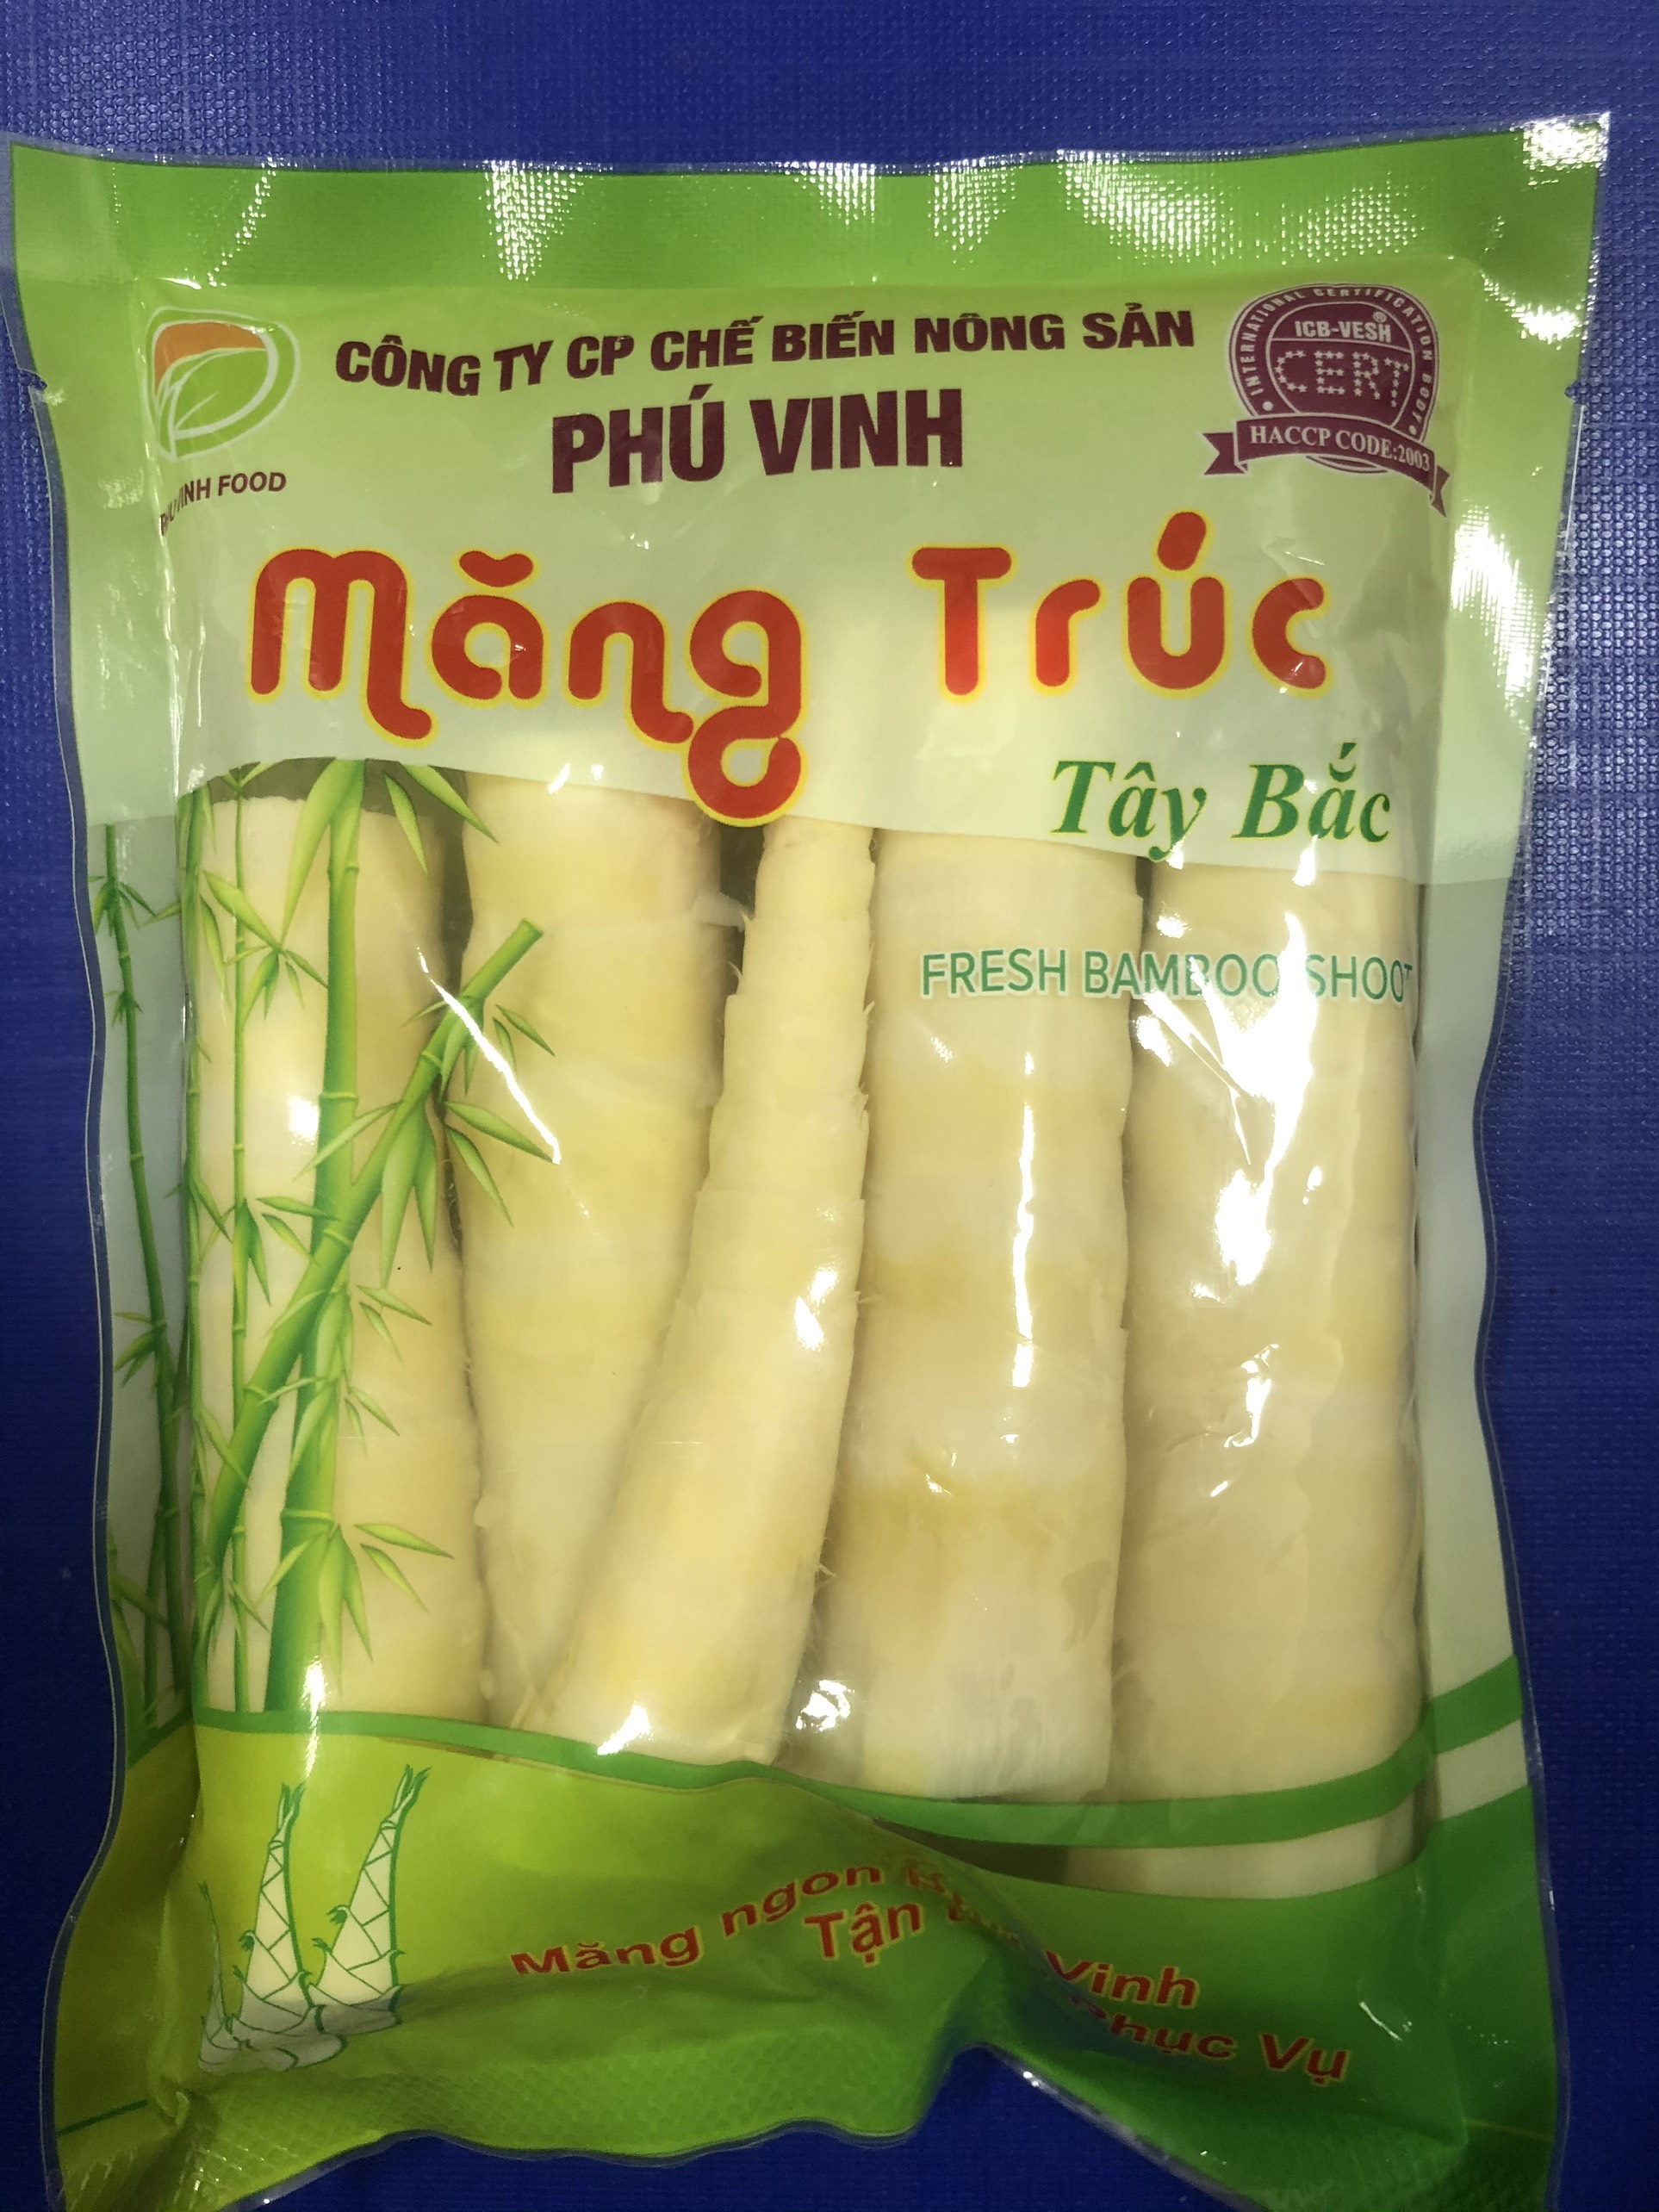 CÔNG TY CP CHẾ BIẾN NÔNG SẢN
PHÚ VINH
VINH FOOD
INTERNATIONAL CERTIFICATION BODY
ICB-VESH®
CERT
HACCP CODE:2003
Măng Trúc
Tây Bắc
FRESH BAMBOO SHOOT
Măng ngon Vinh
Tận Phục Vụ